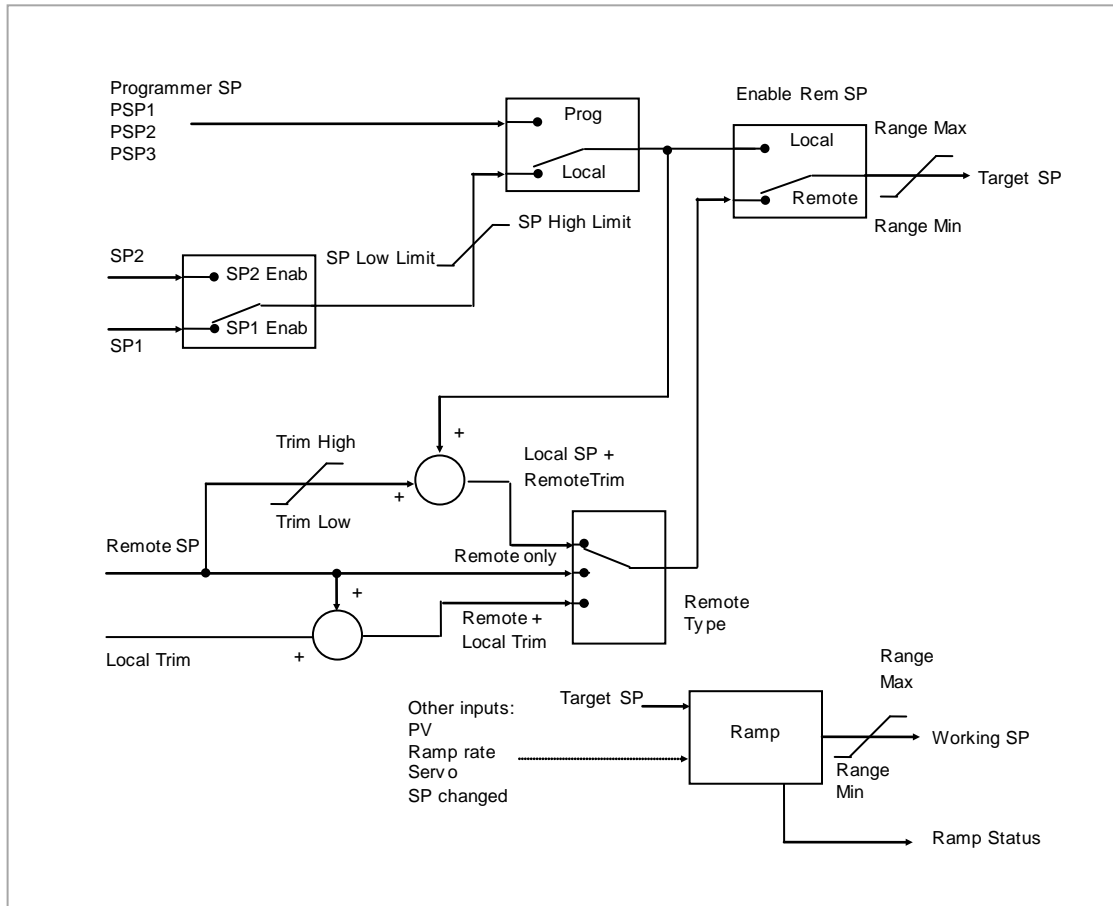 Programmer SP
PSP1
PSP2
PSP3
Prog
Local
Enable Rem SP
Local
Remote
Range Max
Range Min
Target SP
SP High Limit
SP Low Limit
SP2
SP2 Enab
SP1 Enab
SP1
Trim High
Trim Low
+
+
Local SP +
RemoteTrim
Remote SP
Remote only
+
+
Remote +
Local Trim
Local Trim
Remote
Type
Other inputs:
PV
Ramp rate
Servo
SP changed
Target SP
Ramp
Range
Max
Range
Min
Working SP
Ramp Status